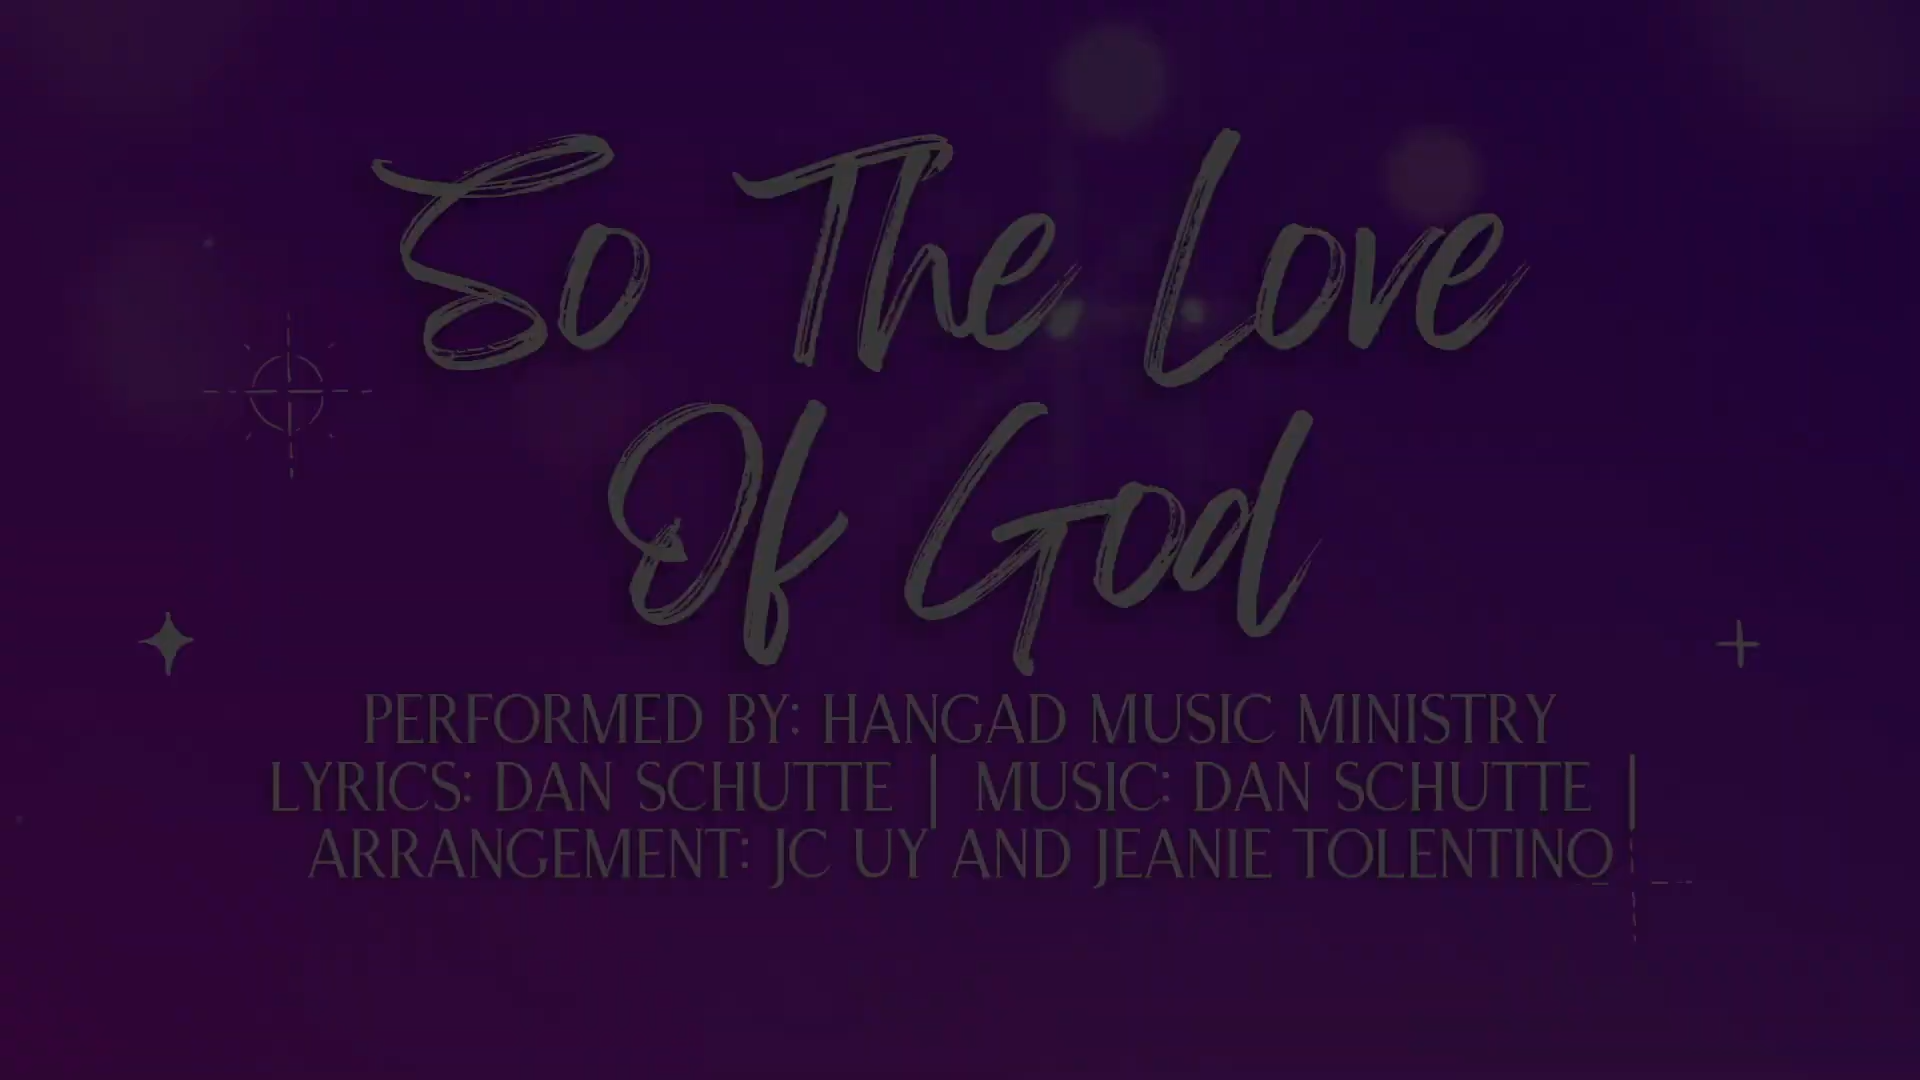 So The Love
Of God
PERFORMED BY: HANGAD MUSIC MINISTRY
LYRICS: DAN SCHUTTE | MUSIC: DAN SCHUTTE |
ARRANGEMENT: JC UY AND JEANIE TOLENTINO